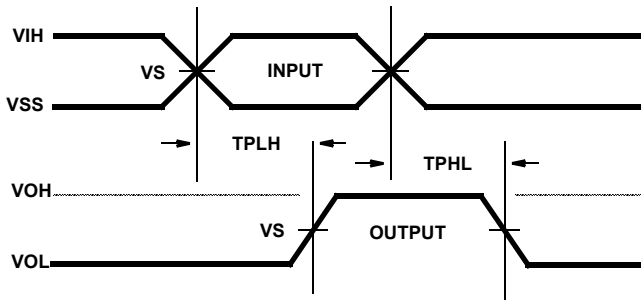 VIH
VS INPUT
VSS
TPLH
TPHL
VOH
VS OUTPUT
VOL